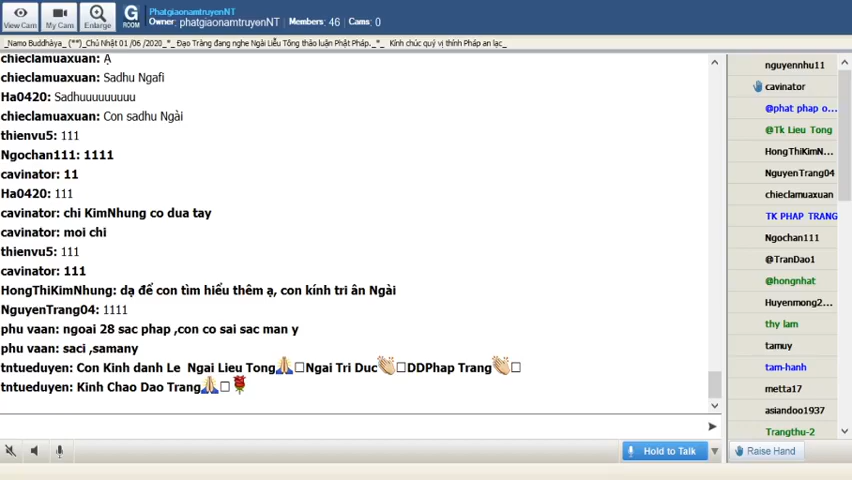 View Cam
My Cam
Enlarge
G
ROOM
PhatgiaonamtruyenNT
Owner: phatgiaonamtruyenNT Members: 46 Cams: 0
_Namo Buddhàya_ (**)_Chủ Nhật 01 /06 /2020_*_ Đạo Tràng đang nghe Ngài Liễu Tông thảo luận Phật Pháp._*_ Kính chúc quý vị thính Pháp an lạc_
chieclamuaxuan: Ạ
chieclamuaxuan: Sadhu Ngafi
Ha0420: Sadhuuuuuuuuu
chieclamuaxuan: Con sadhu Ngài
thienvu5: 111
Ngochan111: 1111
cavinator: 11
Ha0420: 111
cavinator: chi KimNhung co dua tay
cavinator: moi chi
thienvu5: 111
cavinator: 111
HongThiKimNhung: dạ để con tìm hiểu thêm ạ, con kính tri ân Ngài
NguyenTrang04: 1111
phu vaan: ngoai 28 sac phap ,con co sai sac man y
phu vaan: saci ,samany
tntueduyen: Con Kinh danh Le Ngai Lieu Tong🙏□Ngai Tri Duc👏□DDPhap Trang👏□
tntueduyen: Kinh Chao Dao Trang🙏□🌹
Hold to Talk
nguyennhu11
cavinator
@phat phap o...
@Tk Lieu Tong
HongThiKimN...
NguyenTrang04
chieclamuaxuan
TK PHAP TRANG
Ngochan111
@TranDao1
@hongnhat
Huyenmong2...
thy lam
tamuy
tam-hanh
metta17
asiandoo1937
Trangthu-2
Raise Hand